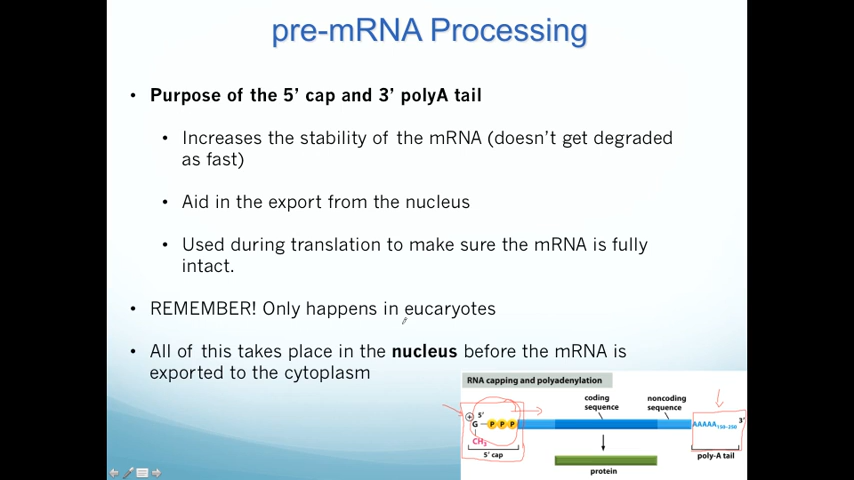 pre-mRNA Processing
• Purpose of the 5’ cap and 3’ polyA tail
• Increases the stability of the mRNA (doesn’t get degraded
as fast)
• Aid in the export from the nucleus
• Used during translation to make sure the mRNA is fully
intact.
• REMEMBER! Only happens in eucaryotes
• All of this takes place in the nucleus before the mRNA is
exported to the cytoplasm
RNA capping and polyadenylation
coding
sequence
noncoding
sequence
5’
+
G P P P
CH3
5’ cap
AAAAA150–250
3’
poly-A tail
protein